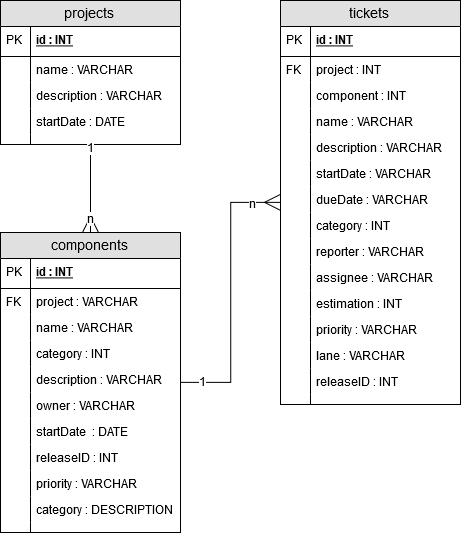 projects
PK id : INT
name : VARCHAR
description : VARCHAR
startDate : DATE
1
n
components
PK id : INT
FK project : VARCHAR
name : VARCHAR
category : INT
description : VARCHAR
owner : VARCHAR
startDate : DATE
releaseID : INT
priority : VARCHAR
category : DESCRIPTION
1
n
tickets
PK id : INT
FK project : INT
component : INT
name : VARCHAR
description : VARCHAR
startDate : VARCHAR
dueDate : VARCHAR
category : INT
reporter : VARCHAR
assignee : VARCHAR
estimation : INT
priority : VARCHAR
lane : VARCHAR
releaseID : INT